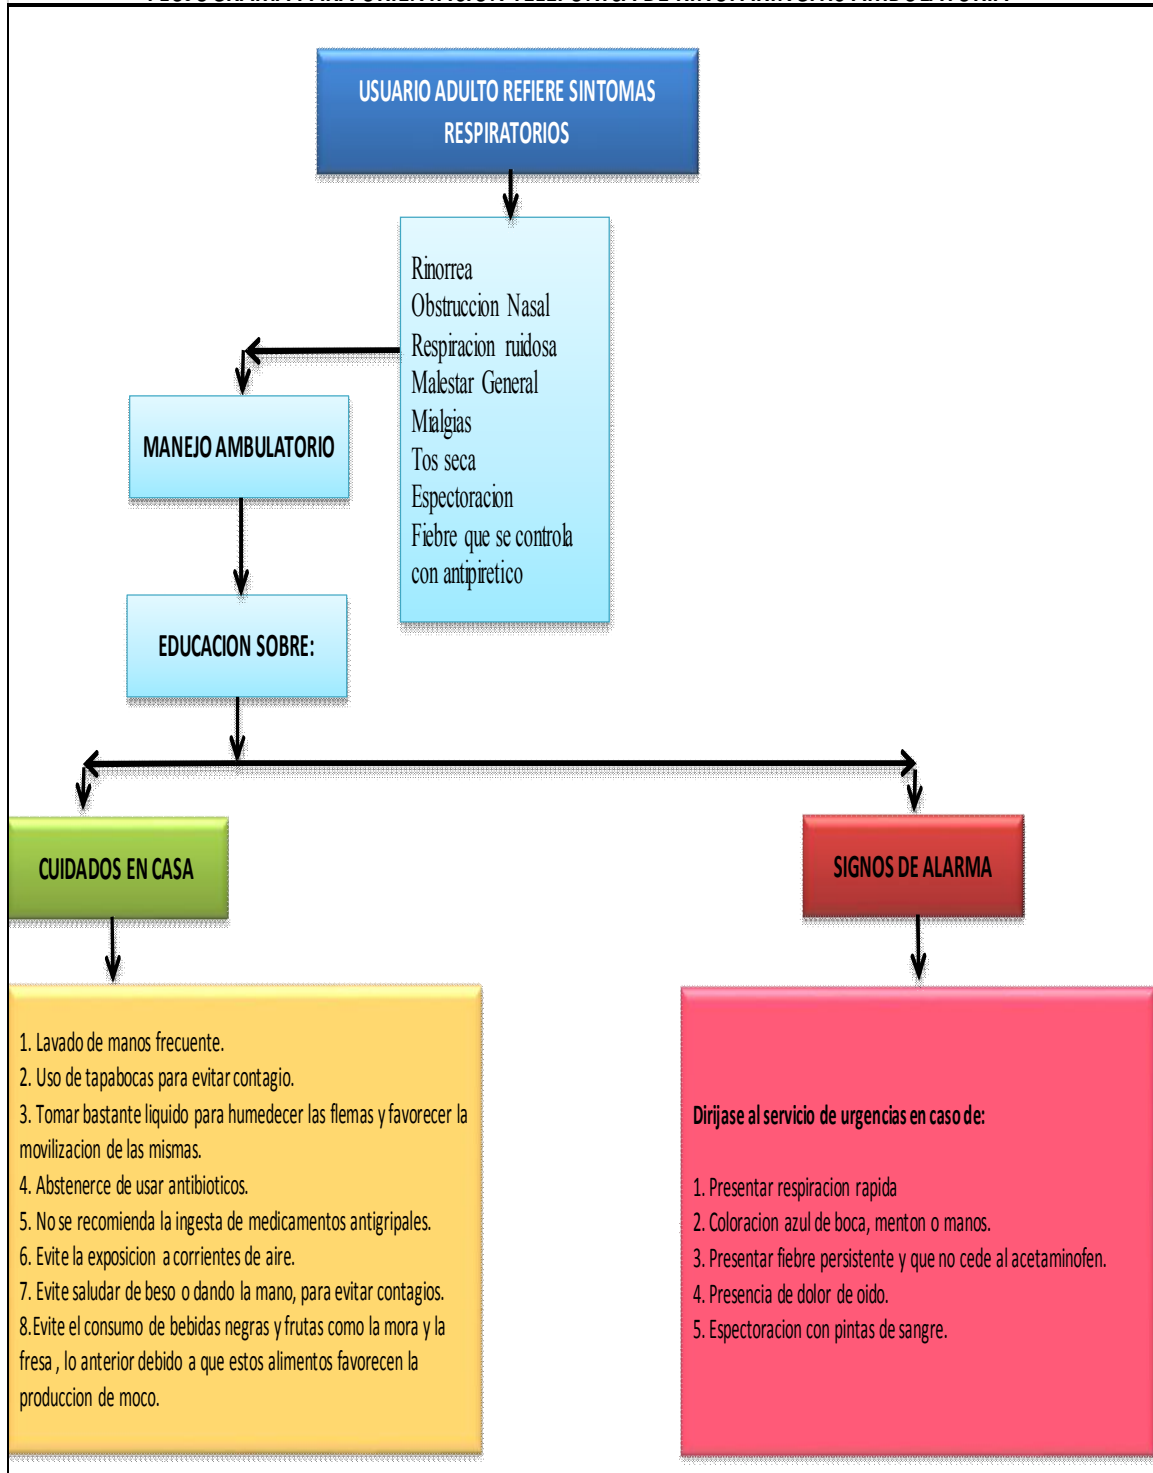 USUARIO ADULTO REFIERE SINTOMAS
RESPIRATORIOS
Rinorrea
Obstruccion Nasal
Respiracion ruidosa
Malestar General
Mialgias
Tos seca
Espectoracion
Fiebre que se controla
con antipiretico
MANEJO AMBULATORIO
EDUCACION SOBRE:
CUIDADOS EN CASA
1. Lavado de manos frecuente.
2. Uso de tapabocas para evitar contagio.
3. Tomar bastante liquido para humedecer las flemas y favorecer la
movilizacion de las mismas.
4. Abstenerce de usar antibioticos.
5. No se recomienda la ingesta de medicamentos antigripales.
6. Evite la exposicion a corrientes de aire.
7. Evite saludar de beso o dando la mano, para evitar contagios.
8.Evite el consumo de bebidas negras y frutas como la mora y la
fresa , lo anterior debido a que estos alimentos favorecen la
produccion de moco.
SIGNOS DE ALARMA
Dirijase al servicio de urgencias en caso de:
1. Presentar respiracion rapida
2. Coloracion azul de boca, menton o manos.
3. Presentar fiebre persistente y que no cede al acetaminofen.
4. Presencia de dolor de oido.
5. Espectoracion con pintas de sangre.